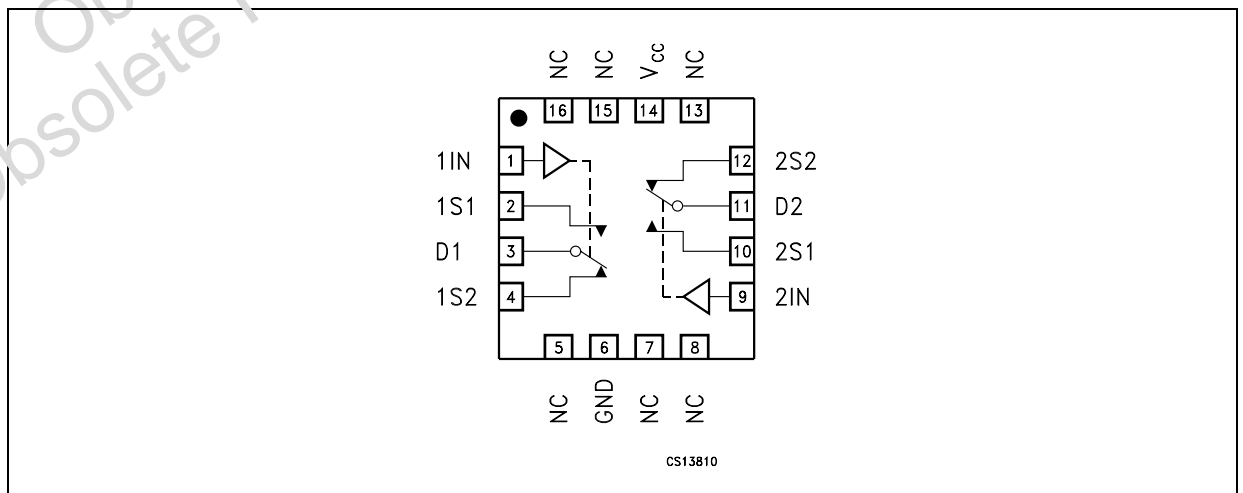 Obsolete
NC NC Vcc NC
16 15 14 13
1IN 1 12 2S2
1S1 2 11 D2
D1 3 10 2S1
1S2 4 9 2IN
5 6 7 8
NC GND NC NC
CS13810